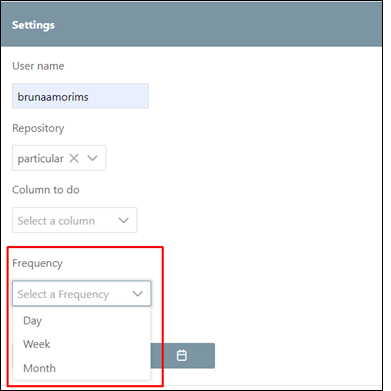 Settings
User name
brunaamorims
Repository
particular
Column to do
Select a column
Frequency
Select a Frequency
Day
Week
Month